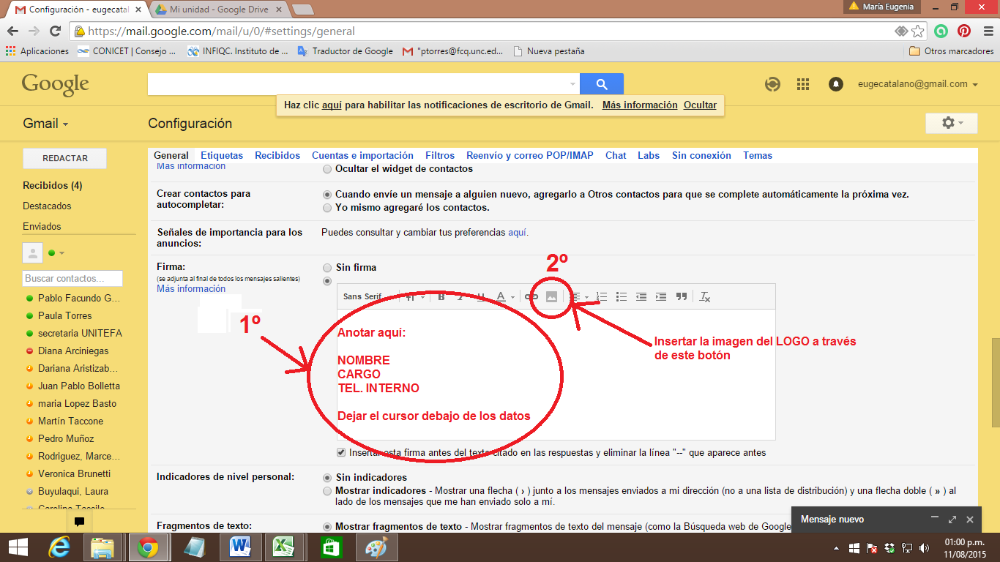 Configuración - eugecatal
Mi unidad - Google Drive
María Eugenia
https://mail.google.com/mail/u/0/#settings/general
Aplicaciones
CONICET | Consejo ...
INFIQC. Instituto de ...
Traductor de Google
"ptorres@fcq.unc.ed...
Nueva pestaña
Otros marcadores
Google
eugecatalano@gmail.com
Haz clic aquí para habilitar las notificaciones de escritorio de Gmail. Más información Ocultar
Gmail
Configuración
REDACTAR
General Etiquetas Recibidos Cuentas e importación Filtros Reenvío y correo POP/IMAP Chat Labs Sin conexión Temas
Más información
Ocultar el widget de contactos
Recibidos (4)
Destacados
Enviados
Crear contactos para
autocompletar:
Cuando envíe un mensaje a alguien nuevo, agregarlo a Otros contactos para que se complete automáticamente la próxima vez.
Yo mismo agregaré los contactos.
Señales de importancia para los
anuncios:
Puedes consultar y cambiar tus preferencias aquí.
Firma:
(se adjunta al final de todos los mensajes salientes)
Más información
Sin firma
2º
Sans Serif
1º
Anotar aquí:
NOMBRE
CARGO
TEL. INTERNO
Dejar el cursor debajo de los datos
Insertar la imagen del LOGO a través
de este botón
Insertar esta firma antes del texto citado en las respuestas y eliminar la línea "--" que aparece antes
Buscar contactos...
Pablo Facundo G...
Paula Torres
secretaria UNITEFA
Diana Arciniegas
Dariana Aristizab...
Juan Pablo Bolletta
maria Lopez Basto
Martín Taccone
Pedro Muñoz
Rodriguez, Marce...
Veronica Brunetti
Buyulaqui, Laura
Carolina Tassile
Indicadores de nivel personal:
Sin indicadores
Mostrar indicadores - Mostrar una flecha ( › ) junto a los mensajes enviados a mi dirección (no a una lista de distribución) y una flecha doble ( » ) al
lado de los mensajes que me han enviado solo a mí.
Fragmentos de texto:
Mostrar fragmentos de texto - Mostrar fragmentos de texto del mensaje (como la Búsqueda web de Google
Mensaje nuevo
01:00 p.m.
11/08/2015